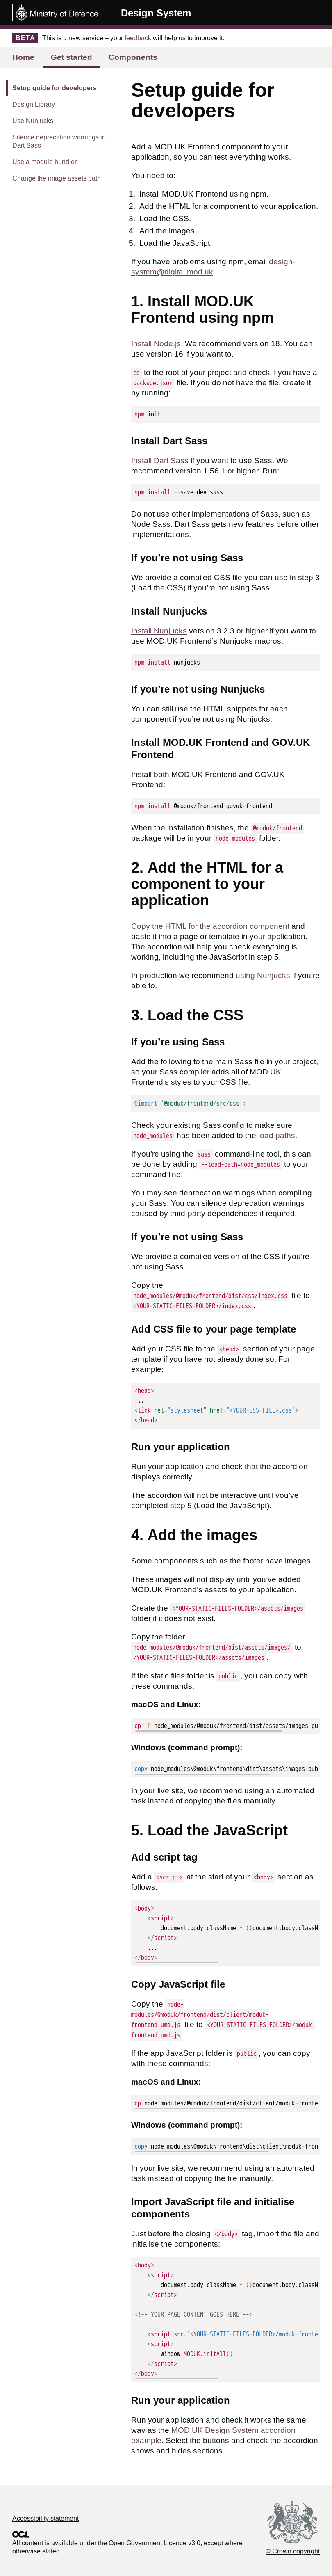 Ministry of Defence
Design System
BETA This is a new service – your feedback will help us to improve it.
Home Get started Components
Setup guide for developers
Design Library
Use Nunjucks
Silence deprecation warnings in
Dart Sass
Use a module bundler
Change the image assets path
Setup guide for
developers
Add a MOD.UK Frontend component to your
application, so you can test everything works.
You need to:
1. Install MOD.UK Frontend using npm.
2. Add the HTML for a component to your application.
3. Load the CSS.
4. Add the images.
5. Load the JavaScript.
If you have problems using npm, email design-
system@digital.mod.uk.
1. Install MOD.UK
Frontend using npm
Install Node.js. We recommend version 18. You can
use version 16 if you want to.
cd to the root of your project and check if you have a
package.json file. If you do not have the file, create it
by running:
npm init
Install Dart Sass
Install Dart Sass if you want to use Sass. We
recommend version 1.56.1 or higher. Run:
npm install --save-dev sass
Do not use other implementations of Sass, such as
Node Sass. Dart Sass gets new features before other
implementations.
If you’re not using Sass
We provide a compiled CSS file you can use in step 3
(Load the CSS) if you’re not using Sass.
Install Nunjucks
Install Nunjucks version 3.2.3 or higher if you want to
use MOD.UK Frontend’s Nunjucks macros:
npm install nunjucks
If you’re not using Nunjucks
You can still use the HTML snippets for each
component if you’re not using Nunjucks.
Install MOD.UK Frontend and GOV.UK
Frontend
Install both MOD.UK Frontend and GOV.UK
Frontend:
npm install @moduk/frontend govuk-frontend
When the installation finishes, the @moduk/frontend
package will be in your node_modules folder.
2. Add the HTML for a
component to your
application
Copy the HTML for the accordion component and
paste it into a page or template in your application.
The accordion will help you check everything is
working, including the JavaScript in step 5.
In production we recommend using Nunjucks if you’re
able to.
3. Load the CSS
If you’re using Sass
Add the following to the main Sass file in your project,
so your Sass compiler adds all of MOD.UK
Frontend’s styles to your CSS file:
@import '@moduk/frontend/src/css';
Check your existing Sass config to make sure
node_modules has been added to the load paths.
If you’re using the sass command-line tool, this can
be done by adding --load-path=node_modules to your
command line.
You may see deprecation warnings when compiling
your Sass. You can silence deprecation warnings
caused by third-party dependencies if required.
If you’re not using Sass
We provide a compiled version of the CSS if you’re
not using Sass.
Copy the
node_modules/@moduk/frontend/dist/css/index.css file to
<YOUR-STATIC-FILES-FOLDER>/index.css.
Add CSS file to your page template
Add your CSS file to the <head> section of your page
template if you have not already done so. For
example:
<head>
...
<link rel="stylesheet" href="<YOUR-CSS-FILE>.css">
</head>
Run your application
Run your application and check that the accordion
displays correctly.
The accordion will not be interactive until you’ve
completed step 5 (Load the JavaScript).
4. Add the images
Some components such as the footer have images.
These images will not display until you’ve added
MOD.UK Frontend’s assets to your application.
Create the <YOUR-STATIC-FILES-FOLDER>/assets/images
folder if it does not exist.
Copy the folder
node_modules/@moduk/frontend/dist/assets/images/ to
<YOUR-STATIC-FILES-FOLDER>/assets/images.
If the static files folder is public, you can copy with
these commands:
macOS and Linux:
cp -R node_modules/@moduk/frontend/dist/assets/images pu
Windows (command prompt):
copy node_modules\@moduk\frontend\dist\assets\images pub
In your live site, we recommend using an automated
task instead of copying the files manually.
5. Load the JavaScript
Add script tag
Add a <script> at the start of your <body> section as
follows:
<body>
<script>
document.body.className = ((document.body.classN
</script>
...
</body>
Copy JavaScript file
Copy the node-
modules/@moduk/frontend/dist/client/moduk-
frontend.umd.js file to <YOUR-STATIC-FILES-FOLDER>/moduk-
frontend.umd.js.
If the app JavaScript folder is public, you can copy
with these commands:
macOS and Linux:
cp node_modules/@moduk/frontend/dist/client/moduk-fronte
Windows (command prompt):
copy node_modules\@moduk\frontend\dist\client\moduk-fron
In your live site, we recommend using an automated
task instead of copying the file manually.
Import JavaScript file and initialise
components
Just before the closing </body> tag, import the file and
initialise the components:
<body>
<script>
document.body.className = ((document.body.classN
</script>
<!-- YOUR PAGE CONTENT GOES HERE -->
<script src="<YOUR-STATIC-FILES-FOLDER>/moduk-fronte
<script>
window.MODUK.initAll()
</script>
</body>
Run your application
Run your application and check it works the same
way as the MOD.UK Design System accordion
example. Select the buttons and check the accordion
shows and hides sections.
Accessibility statement
OGL
All content is available under the Open Government Licence v3.0, except where
otherwise stated
© Crown copyright